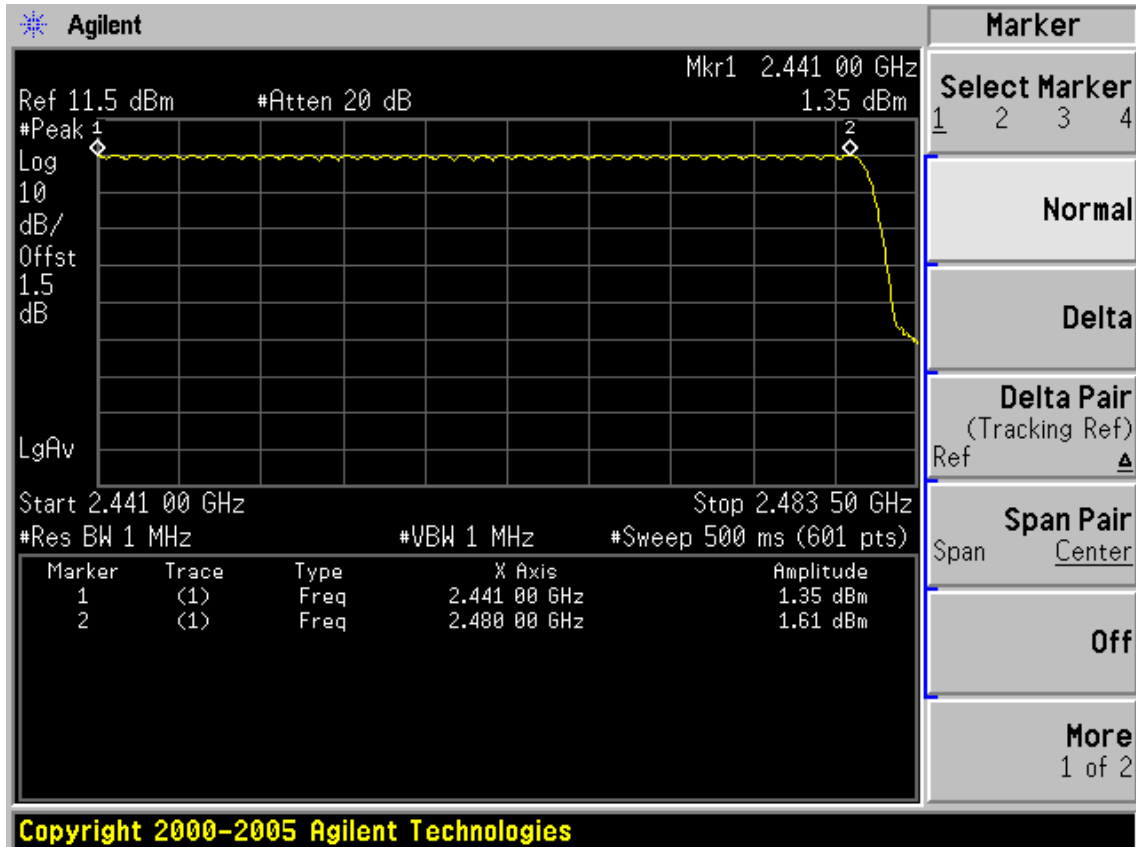 Agilent
Mkr1 2.441 00 GHz
Ref 11.5 dBm #Atten 20 dB 1.35 dBm
#Peak
Log
10
dB/
Offst
1.5
dB
1 2
LgAv
Start 2.441 00 GHz Stop 2.483 50 GHz
#Res BW 1 MHz #VBW 1 MHz #Sweep 500 ms (601 pts)
Marker Trace Type X Axis Amplitude
1 (1) Freq 2.441 00 GHz 1.35 dBm
2 (1) Freq 2.480 00 GHz 1.61 dBm
Marker
Select Marker
1 2 3 4
Normal
Delta
Delta Pair
(Tracking Ref)
Ref Δ
Span Pair
Span Center
Off
More
1 of 2
Copyright 2000-2005 Agilent Technologies